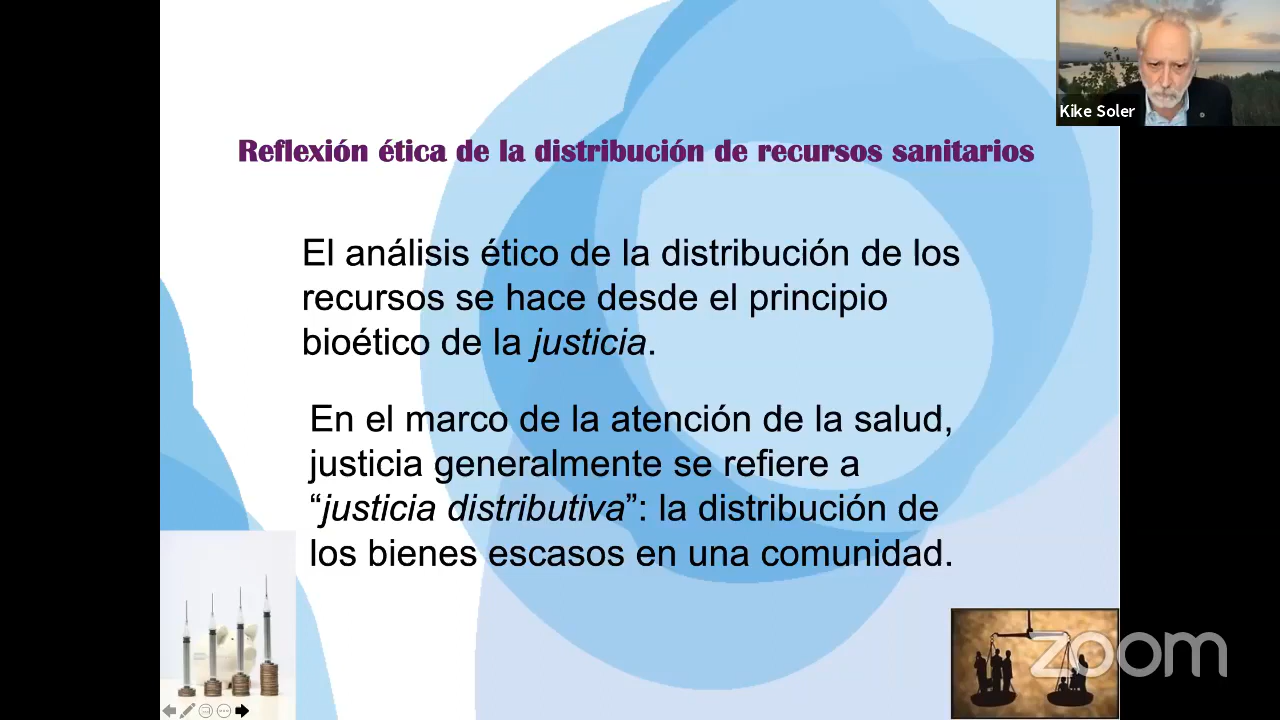 Kike Soler
Reflexión ética de la distribución de recursos sanitarios
El análisis ético de la distribución de los
recursos se hace desde el principio
bioético de la justicia.
En el marco de la atención de la salud,
justicia generalmente se refiere a
“justicia distributiva”: la distribución de
los bienes escasos en una comunidad.
zoom